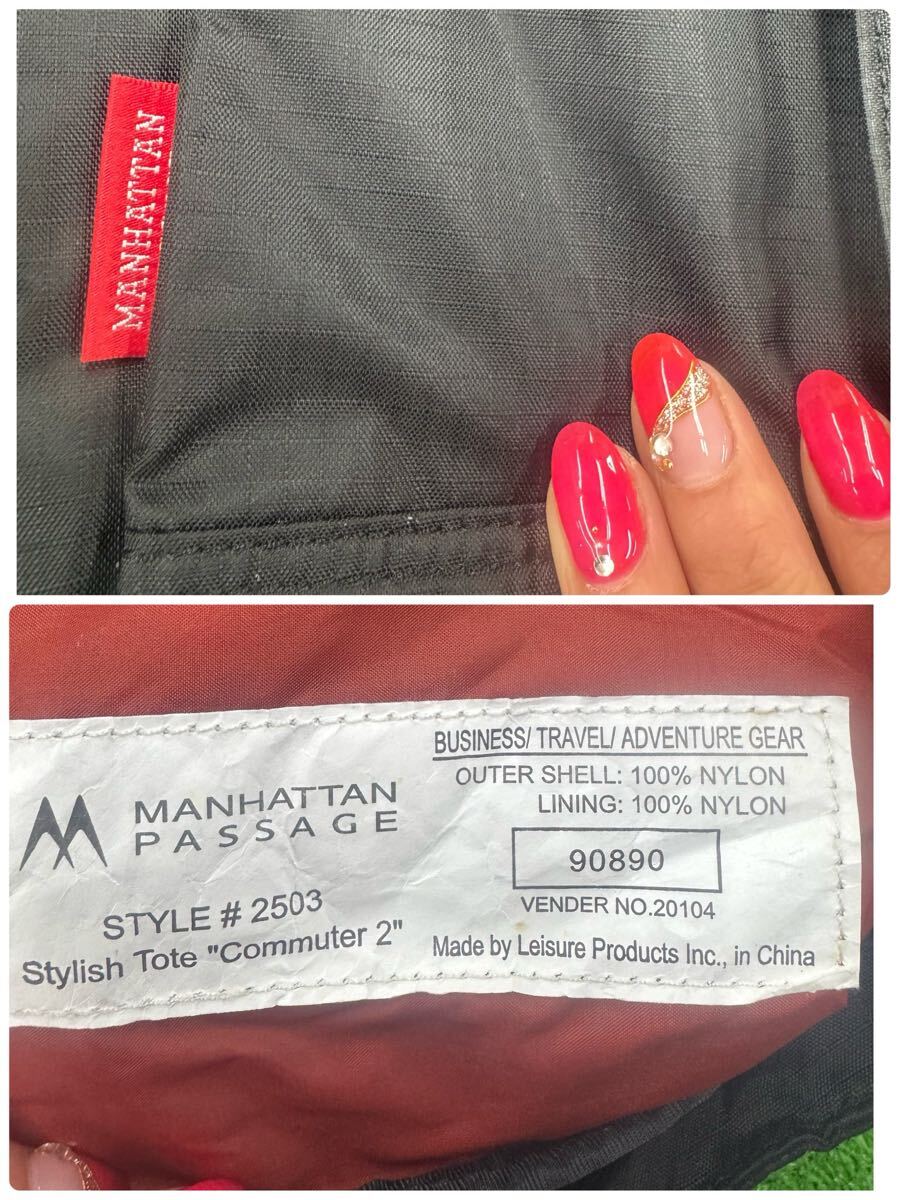 MANHATTAN
MANHATTAN
PASSAGE
STYLE # 2503
Stylish Tote "Commuter 2"
BUSINESS/ TRAVEL/ ADVENTURE GEAR
OUTER SHELL: 100% NYLON
LINING: 100% NYLON
90890
VENDER NO.20104
Made by Leisure Products Inc., in China